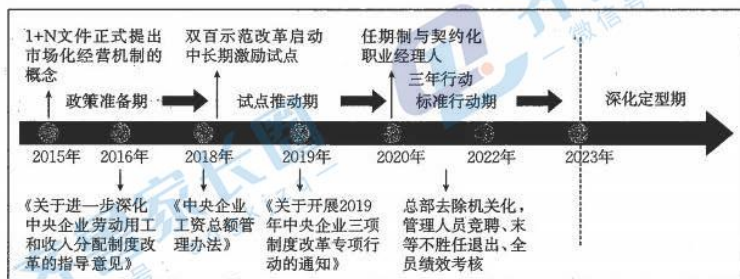 1+N文件正式提出
市场化经营机制的
概念
双百示范改革启动
中长期激励试点
任期制与契约化
职业经理人
三年行动
政策准备期
试点推动期
标准行动期
深化定型期
2015年
2016年
2018年
2019年
2020年
2022年
2023年
《关于进一步深化
中央企业劳动用工
和收入分配制度改
革的指导意见》
《中央企业
工资总额管
理办法》
《关于开展2019
年中央企业三项
制度改革专项行
动的通知》
总部去除机关化，
管理人员竞聘、末
等不胜任退出、全
员绩效考核